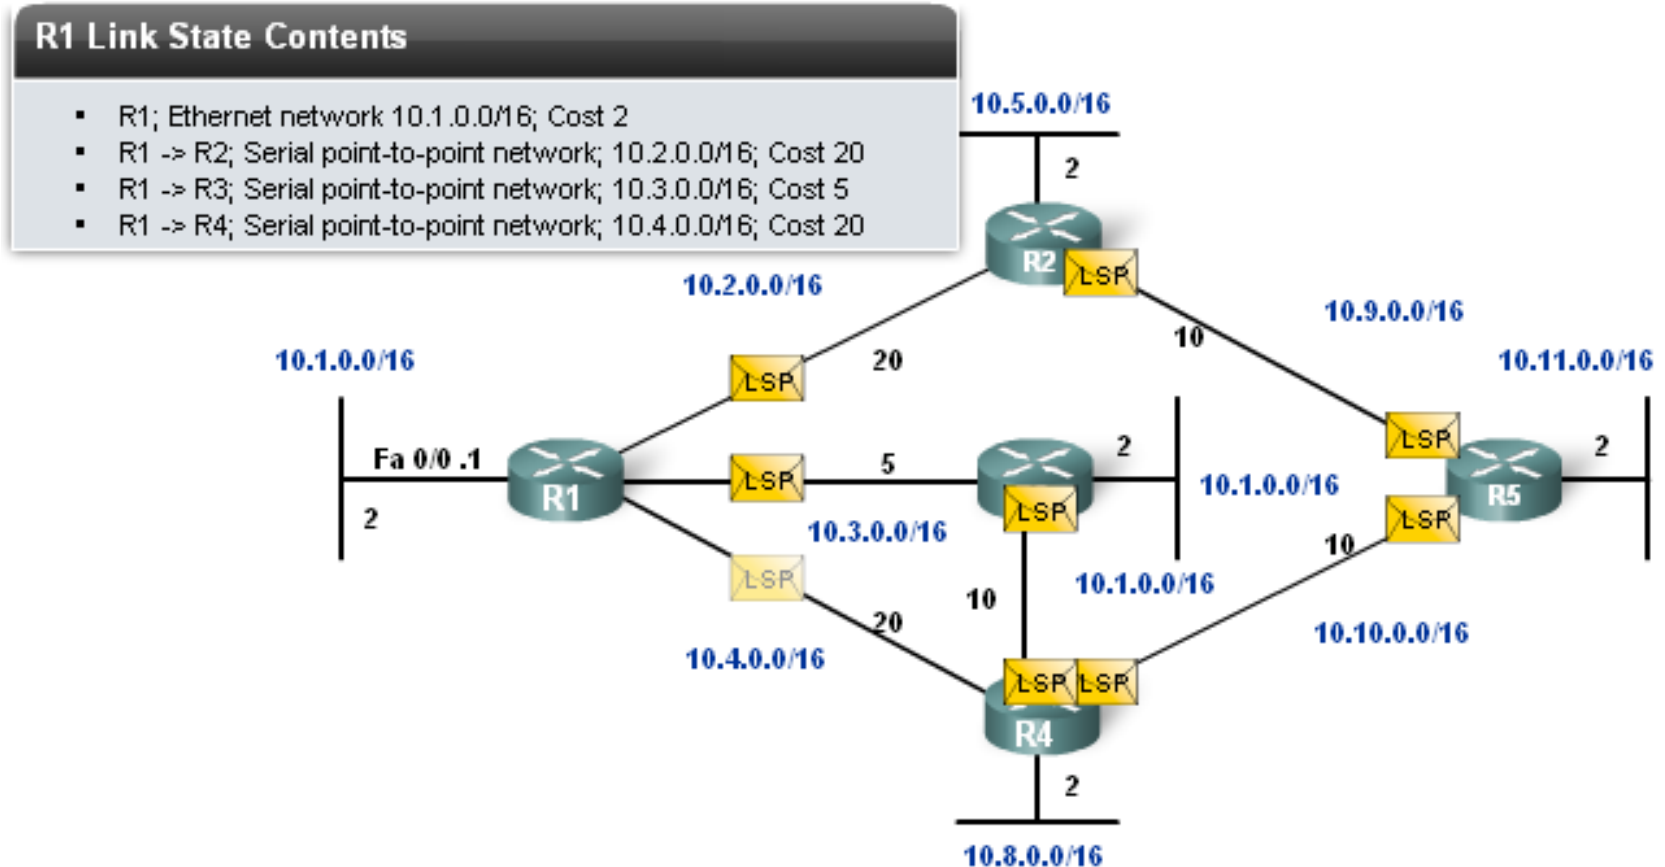 R1 Link State Contents
▪ R1; Ethernet network 10.1.0.0/16; Cost 2
▪ R1 -> R2; Serial point-to-point network; 10.2.0.0/16; Cost 20
▪ R1 -> R3; Serial point-to-point network; 10.3.0.0/16; Cost 5
▪ R1 -> R4; Serial point-to-point network; 10.4.0.0/16; Cost 20
10.5.0.0/16
2
R2
LSP
10.2.0.0/16
10.9.0.0/16
10
20
10.1.0.0/16
10.11.0.0/16
LSP
LSP
Fa 0/0 .1
R1
LSP
5
2
2
10.1.0.0/16
R5
2
LSP
LSP
10.3.0.0/16
10
LSP
10.1.0.0/16
10
20
10.10.0.0/16
10.4.0.0/16
LSP
LSP
R4
2
10.8.0.0/16